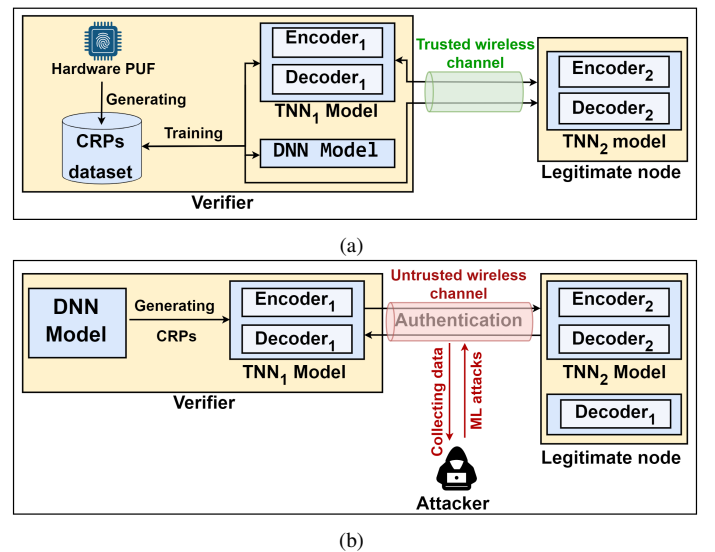 Hardware PUF
Generating
CRPs
dataset
Training
Encoder1
Decoder1
TNN1 Model
DNN Model
Verifier
Trusted wireless
channel
Encoder2
Decoder2
TNN2 model
Legitimate node
(a)
DNN
Model
Generating
CRPs
Encoder1
Decoder1
TNN1 Model
Verifier
Untrusted wireless
channel
Authentication
Collecting data
ML attacks
Attacker
Encoder2
Decoder2
TNN2 Model
Decoder1
Legitimate node
(b)